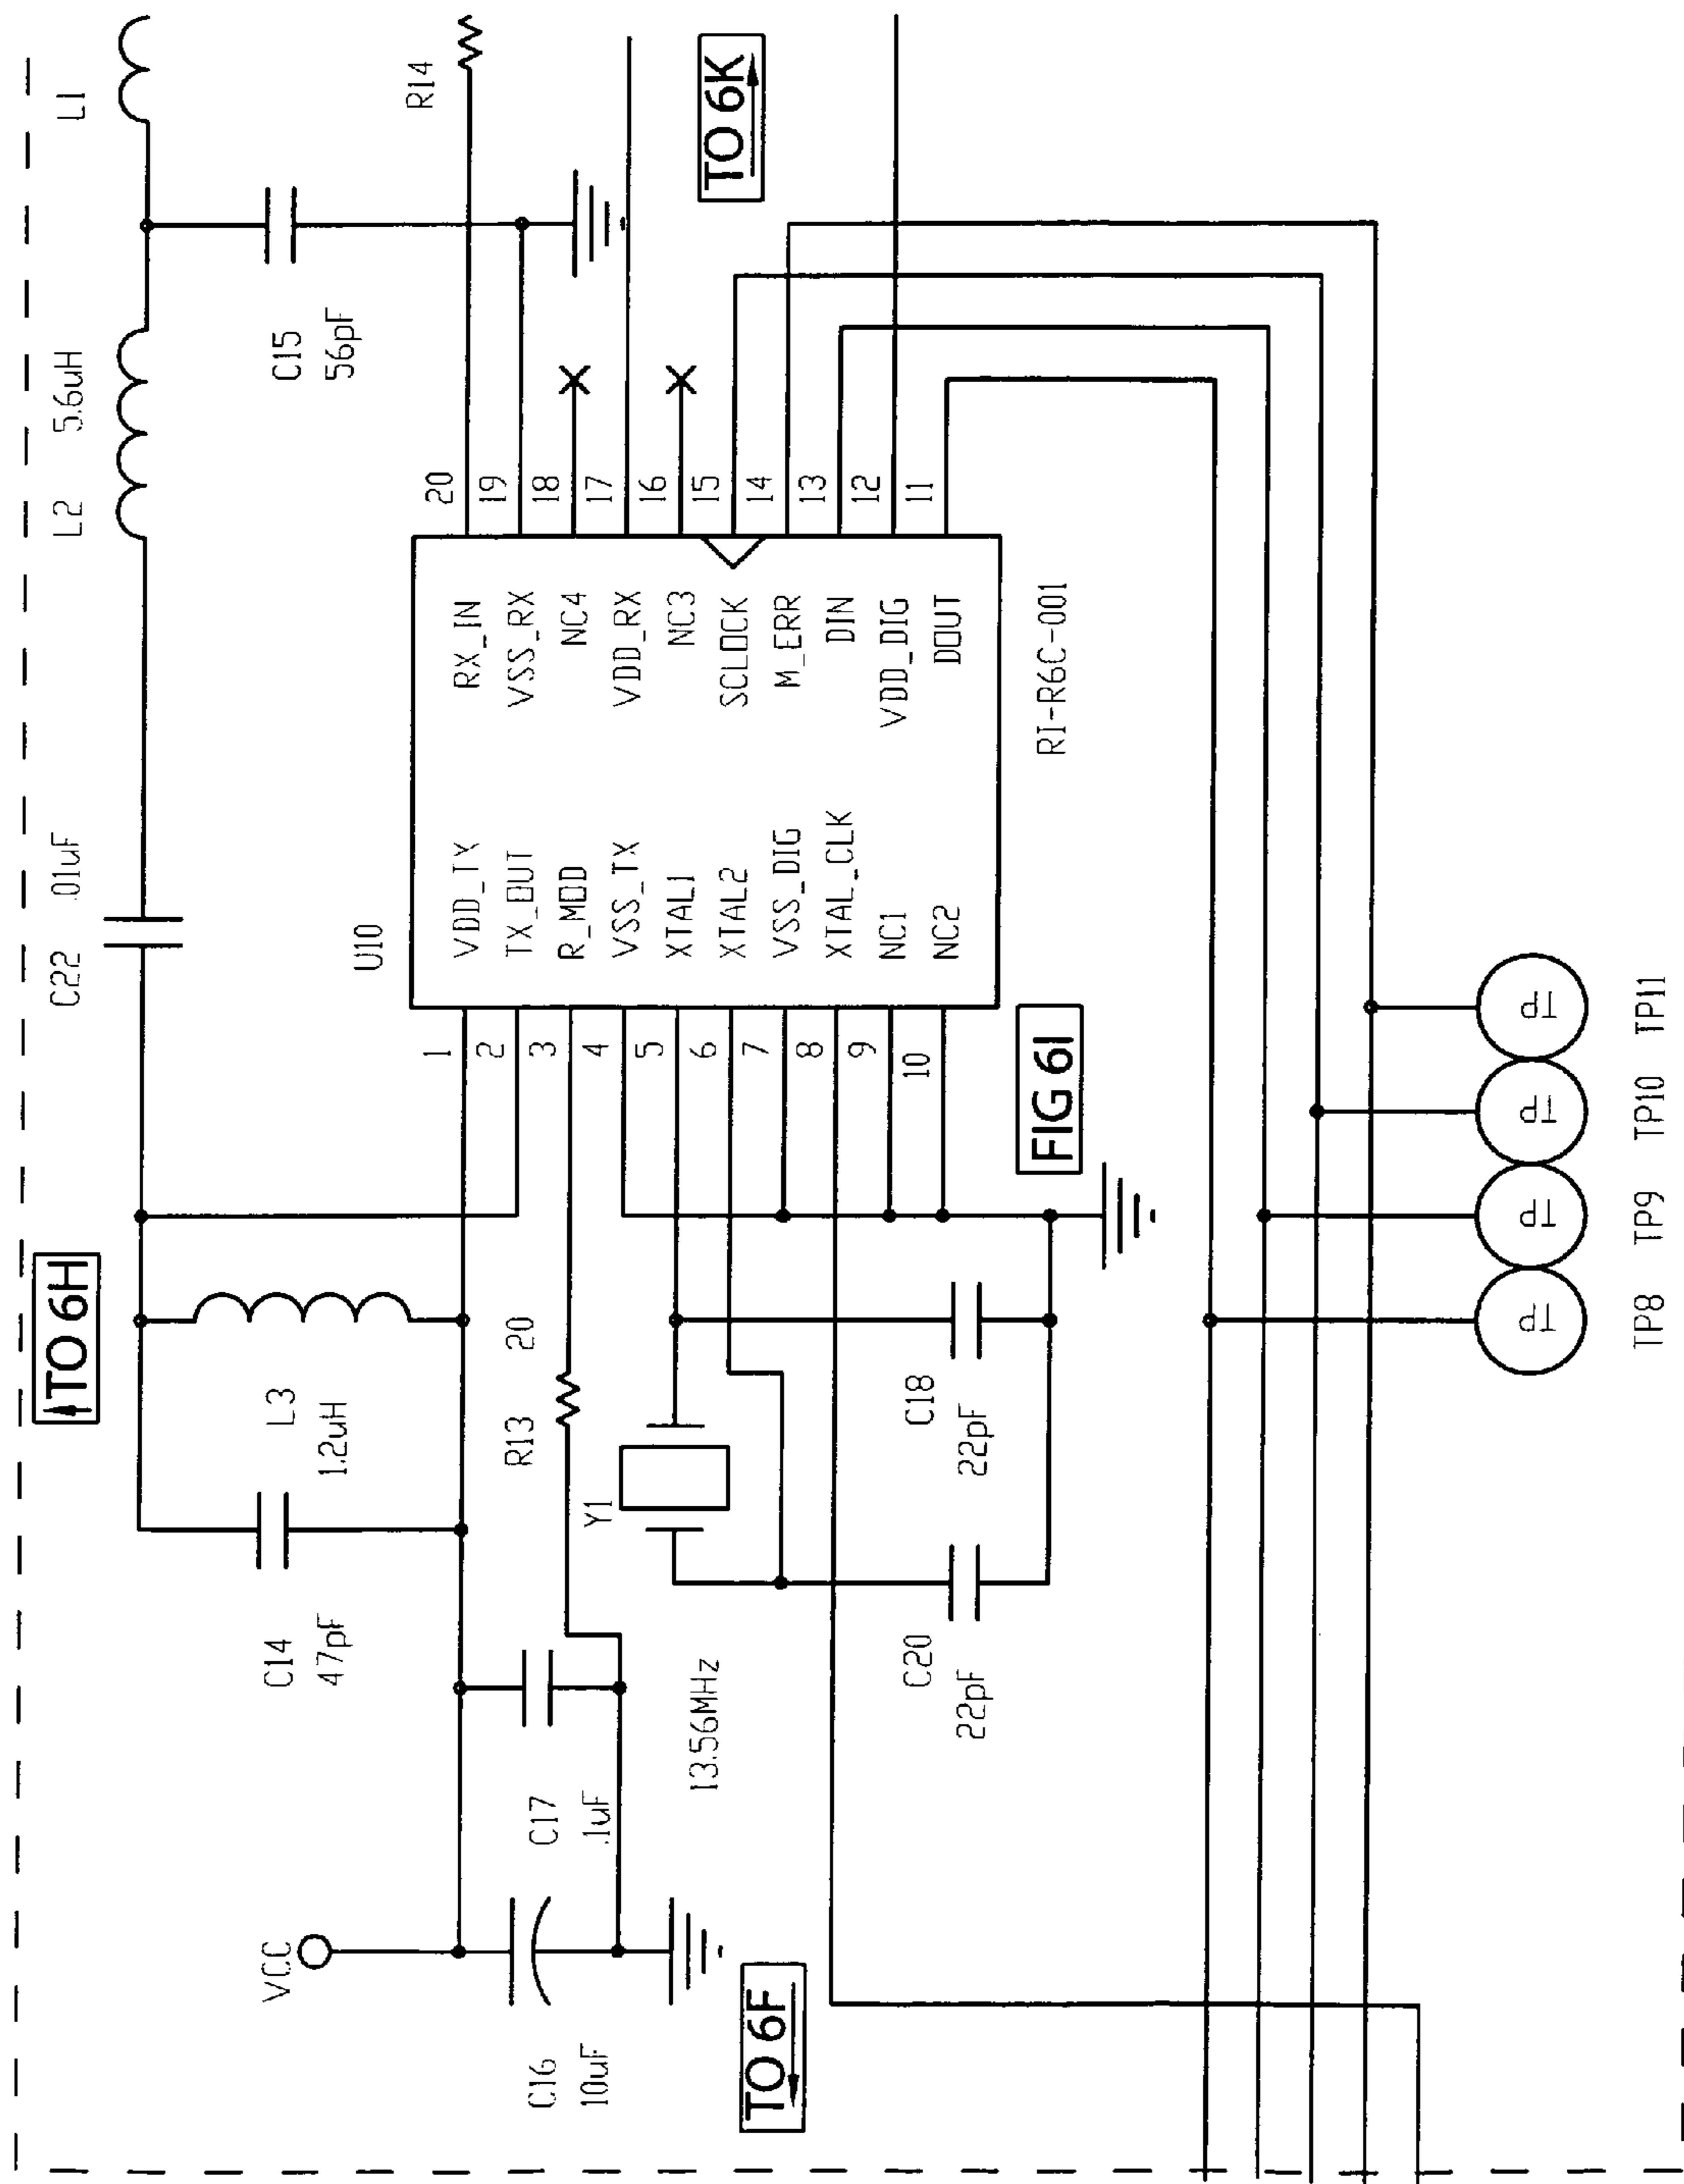 TO 6H
C22 .01uF
L2 5.6uH
L1
C14
47pF
L3
1.2uH
C15
56pF
R14
VCC
C16
10uF
C17
.1uF
R13 20
Y1
13.56MHz
C18
22pF
C20
22pF
U10
1
2
3
4
5
6
7
8
9
10
VDD_TX
TX_OUT
R_MOD
VSS_TX
XTAL1
XTAL2
VSS_DIG
XTAL_CLK
NC1
NC2
RX_IN
VSS_RX
NC4
VDD_RX
NC3
SCLOCK
M_ERR
DIN
VDD_DIG
DOUT
20
19
18
17
16
15
14
13
12
11
RI-R6C-001
TO 6K
TO 6F
FIG 6I
TP
TP
TP
TP
TP8 TP9 TP10 TP11